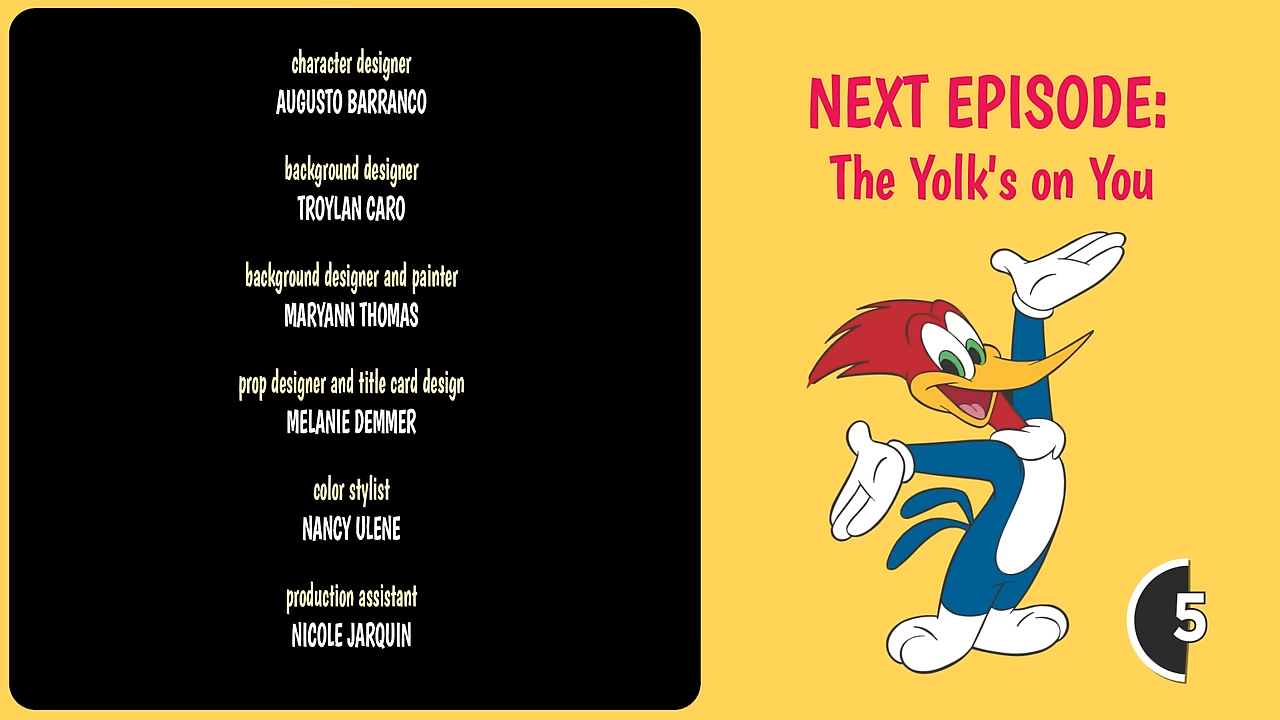 character designer
AUGUSTO BARRANCO
background designer
TROYLAN CARO
background designer and painter
MARYANN THOMAS
prop designer and title card design
MELANIE DEMMER
color stylist
NANCY ULENE
production assistant
NICOLE JARQUIN
NEXT EPISODE:
The Yolk's on You
5